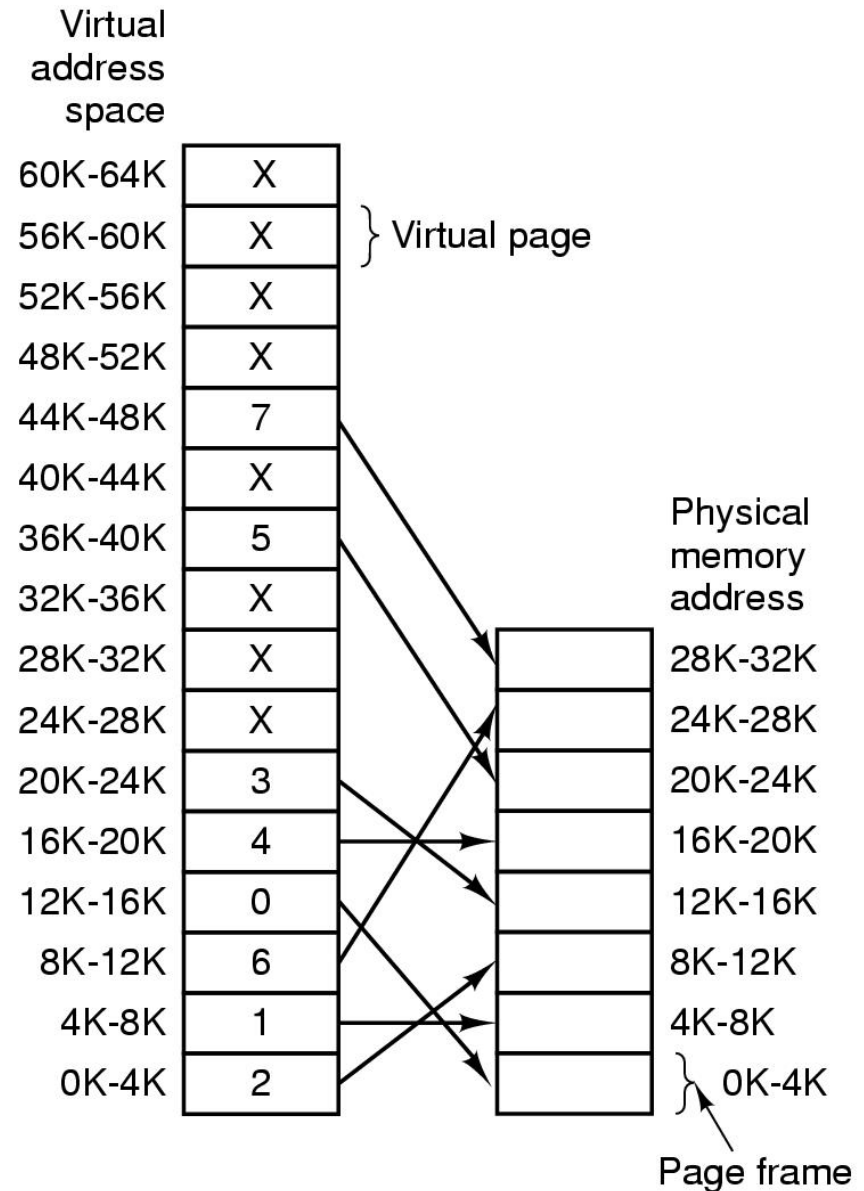 Virtual
address
space
60K-64K X
56K-60K X Virtual page
52K-56K X
48K-52K X
44K-48K 7
40K-44K X
36K-40K 5
32K-36K X
28K-32K X
24K-28K X
20K-24K 3
16K-20K 4
12K-16K 0
8K-12K 6
4K-8K 1
0K-4K 2
Physical
memory
address
28K-32K
24K-28K
20K-24K
16K-20K
12K-16K
8K-12K
4K-8K
0K-4K
Page frame